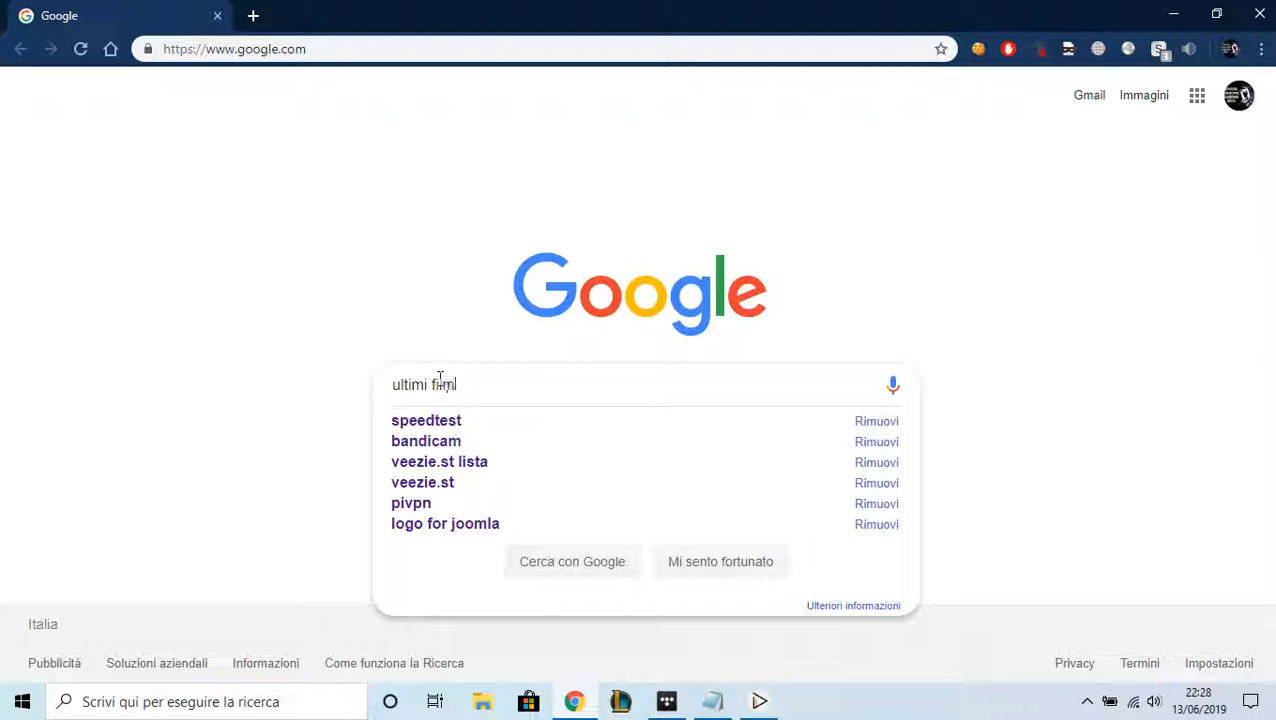 Google
https://www.google.com
3
Gmail Immagini
Google
ultimi
speedtest Rimuovi
bandicam Rimuovi
veezie.st lista Rimuovi
veezie.st Rimuovi
pivpn Rimuovi
logo for joomla Rimuovi
Cerca con Google Mi sento fortunato
Ulteriori informazioni
Italia
Pubblicità Soluzioni aziendali Informazioni Come funziona la Ricerca Privacy Termini Impostazioni
Scrivi qui per eseguire la ricerca
22:28
13/06/2019